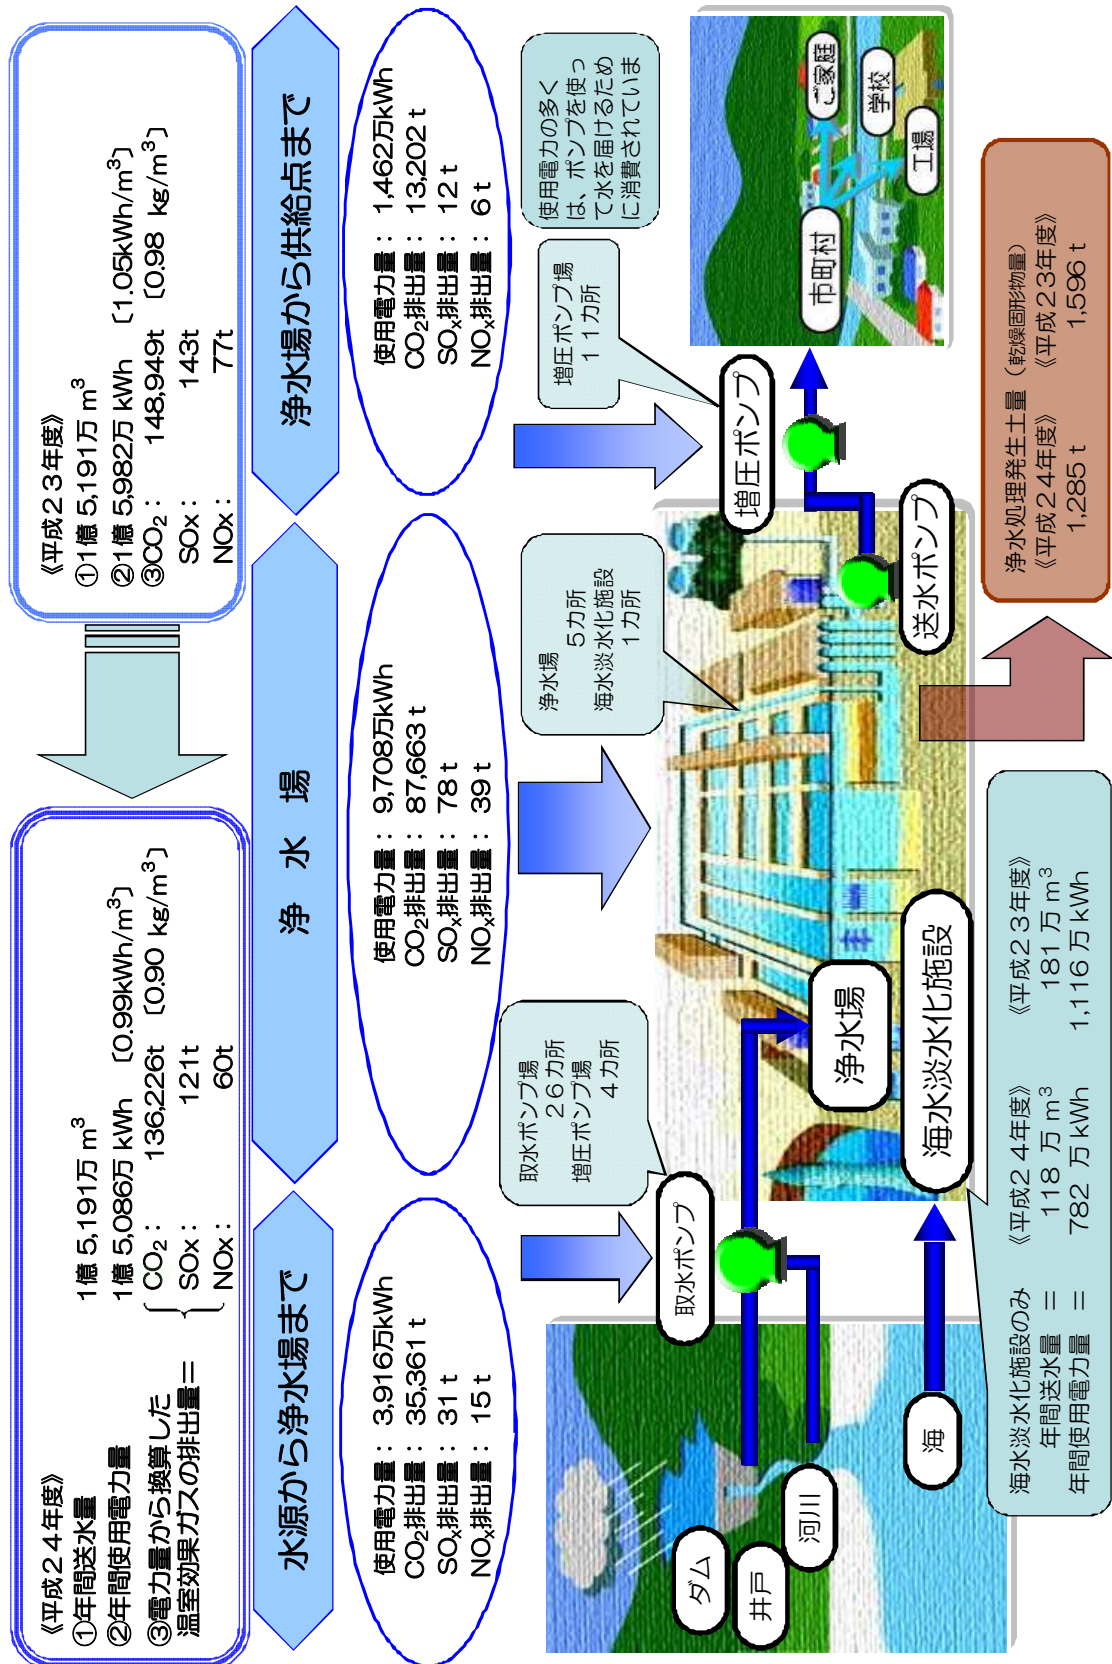 《平成24年度》
①年間送水量 1億 5,191万 m³
②年間使用電力量 1億 5,086万 kWh 〔0.99kWh/m³〕
③電力量から換算した
温室効果ガスの排出量=
CO₂： 136,226t 〔0.90 kg/m³〕
SOx： 121t
NOx： 60t
《平成23年度》
①1億 5,191万 m³
②1億 5,982万 kWh 〔1.05kWh/m³〕
③CO₂： 148,949t 〔0.98 kg/m³〕
SOx： 143t
NOx： 77t
水源から浄水場まで
浄 水 場
浄水場から供給点まで
使用電力量：3,916万kWh
CO₂排出量：35,361 t
SOx排出量：31 t
NOx排出量：15 t
使用電力量：9,708万kWh
CO₂排出量：87,663 t
SOx排出量：78 t
NOx排出量：39 t
使用電力量：1,462万kWh
CO₂排出量：13,202 t
SOx排出量：12 t
NOx排出量：6 t
取水ポンプ場
26カ所
増圧ポンプ場
4カ所
浄水場
5カ所
海水淡水化施設
1カ所
増圧ポンプ場
11カ所
使用電力の多く
は、ポンプを使っ
て水を届けるため
に消費されていま
ダム
井戸
河川
海
取水ポンプ
浄水場
海水淡水化施設
送水ポンプ
増圧ポンプ
市町村
ご家庭
学校
工場
海水淡水化施設のみ 《平成24年度》 《平成23年度》
年間送水量 = 118 万 m³ 181 万 m³
年間使用電力量 = 782 万 kWh 1,116 万 kWh
浄水処理発生土量（乾燥固形物量）
《平成24年度》 《平成23年度》
1,285 t 1,596 t